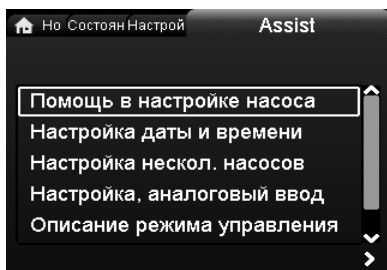 Но Состоян Настрой Assist
Помощь в настройке насоса
Настройка даты и времени
Настройка нескол. насосов
Настройка, аналоговый ввод
Описание режима управления